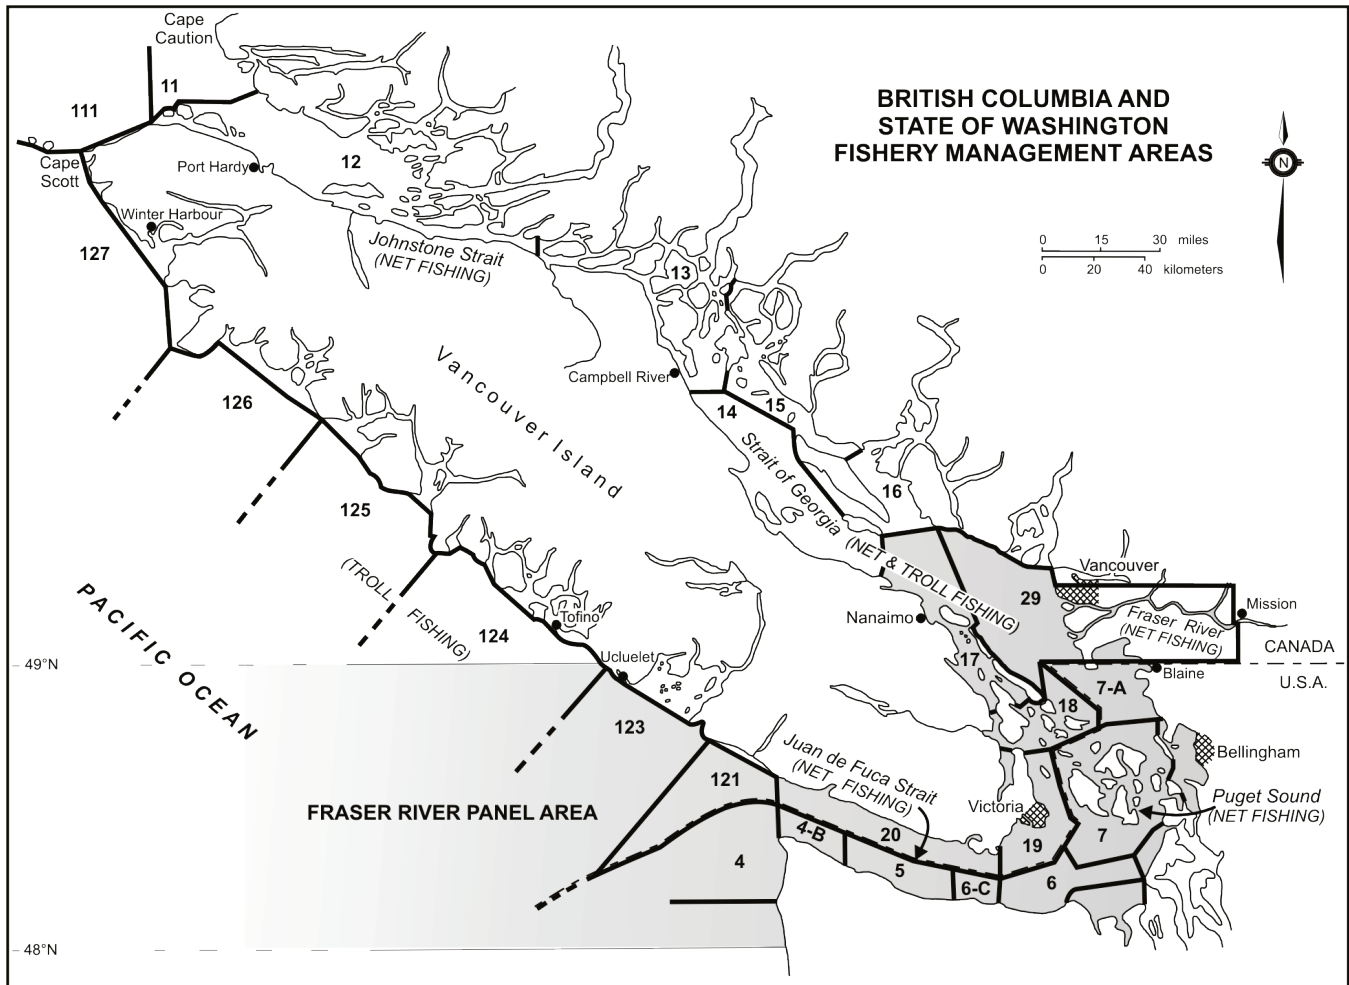 Cape
Caution
11
111
BRITISH COLUMBIA AND
STATE OF WASHINGTON
FISHERY MANAGEMENT AREAS
N
Cape
Scott
Port Hardy
12
Winter Harbour
127
Johnstone Strait
(NET FISHING)
13
0 15 30 miles
0 20 40 kilometers
Campbell River
126
Vancouver Island
14
15
Strait of Georgia (NET & TROLL FISHING)
16
125
(TROLL FISHING)
PACIFIC OCEAN
124
Tofino
Ucluelet
Nanaimo
29
Vancouver
Mission
Fraser River
(NET FISHING)
CANADA
U.S.A.
49°N
17
18
7-A
Blaine
123
121
Juan de Fuca Strait
(NET FISHING)
Bellingham
FRASER RIVER PANEL AREA
Victoria
Puget Sound
(NET FISHING)
4-B
20
19
7
4
5
6-C
6
48°N